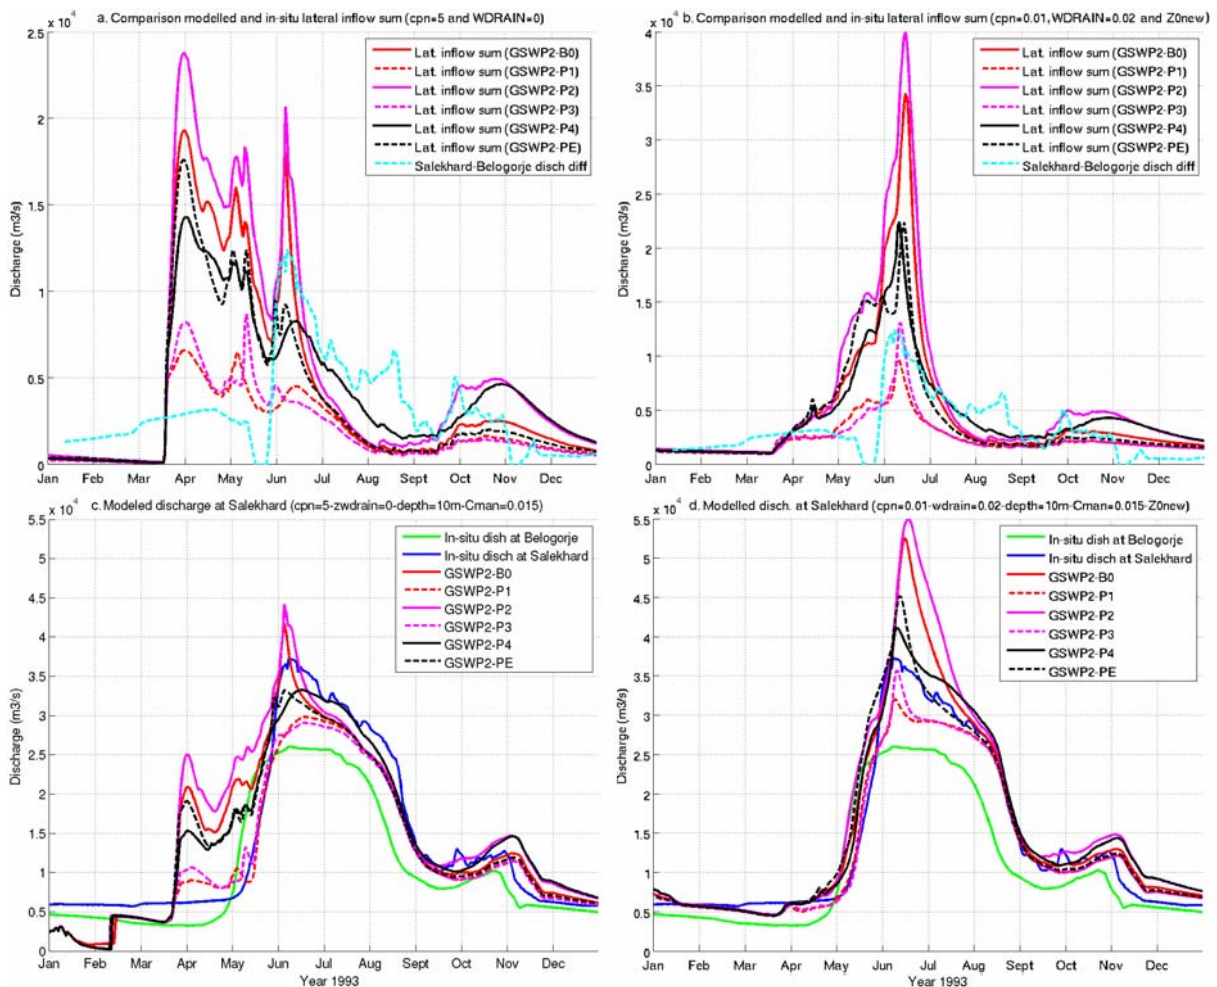 x 10⁴ a. Comparison modelled and in-situ lateral inflow sum (cpn=5 and WDRAIN=0)
2.5
2
1.5
1
0.5
0
Discharge (m3/s)
Lat. inflow sum (GSWP2-B0)
Lat. inflow sum (GSWP2-P1)
Lat. inflow sum (GSWP2-P2)
Lat. inflow sum (GSWP2-P3)
Lat. inflow sum (GSWP2-P4)
Lat. inflow sum (GSWP2-PE)
Salekhard-Belogorje disch diff
Jan Feb Mar Apr May Jun Jul Aug Sept Oct Nov Dec
x 10⁴ b. Comparison modelled and in-situ lateral inflow sum (cpn=0.01, WDRAIN=0.02 and Z0new)
4
3.5
3
2.5
2
1.5
1
0.5
0
Discharge (m3/s)
Lat. inflow sum (GSWP2-B0)
Lat. inflow sum (GSWP2-P1)
Lat. inflow sum (GSWP2-P2)
Lat. inflow sum (GSWP2-P3)
Lat. inflow sum (GSWP2-P4)
Lat. inflow sum (GSWP2-PE)
Salekhard-Belogorje disch diff
Jan Feb Mar Apr May Jun Jul Aug Sept Oct Nov Dec
x 10⁴ c. Modeled discharge at Salekhard (cpn=5-zwdrain=0-depth=10m-Cman=0.015)
5.5
5
4.5
4
3.5
3
2.5
2
1.5
1
0.5
0
Discharge (m3/s)
In-situ dish at Belogorje
In-situ disch at Salekhard
GSWP2-B0
GSWP2-P1
GSWP2-P2
GSWP2-P3
GSWP2-P4
GSWP2-PE
Jan Feb Mar Apr May Jun Jul Aug Sept Oct Nov Dec
Year 1993
x 10⁴ d. Modelled disch. at Salekhard (cpn=0.01-wdrain=0.02-depth=10m-Cman=0.015-Z0new)
5.5
5
4.5
4
3.5
3
2.5
2
1.5
1
0.5
0
Discharge (m3/s)
In-situ dish at Belogorje
In-situ disch at Salekhard
GSWP2-B0
GSWP2-P1
GSWP2-P2
GSWP2-P3
GSWP2-P4
GSWP2-PE
Jan Feb Mar Apr May Jun Jul Aug Sept Oct Nov Dec
Year 1993